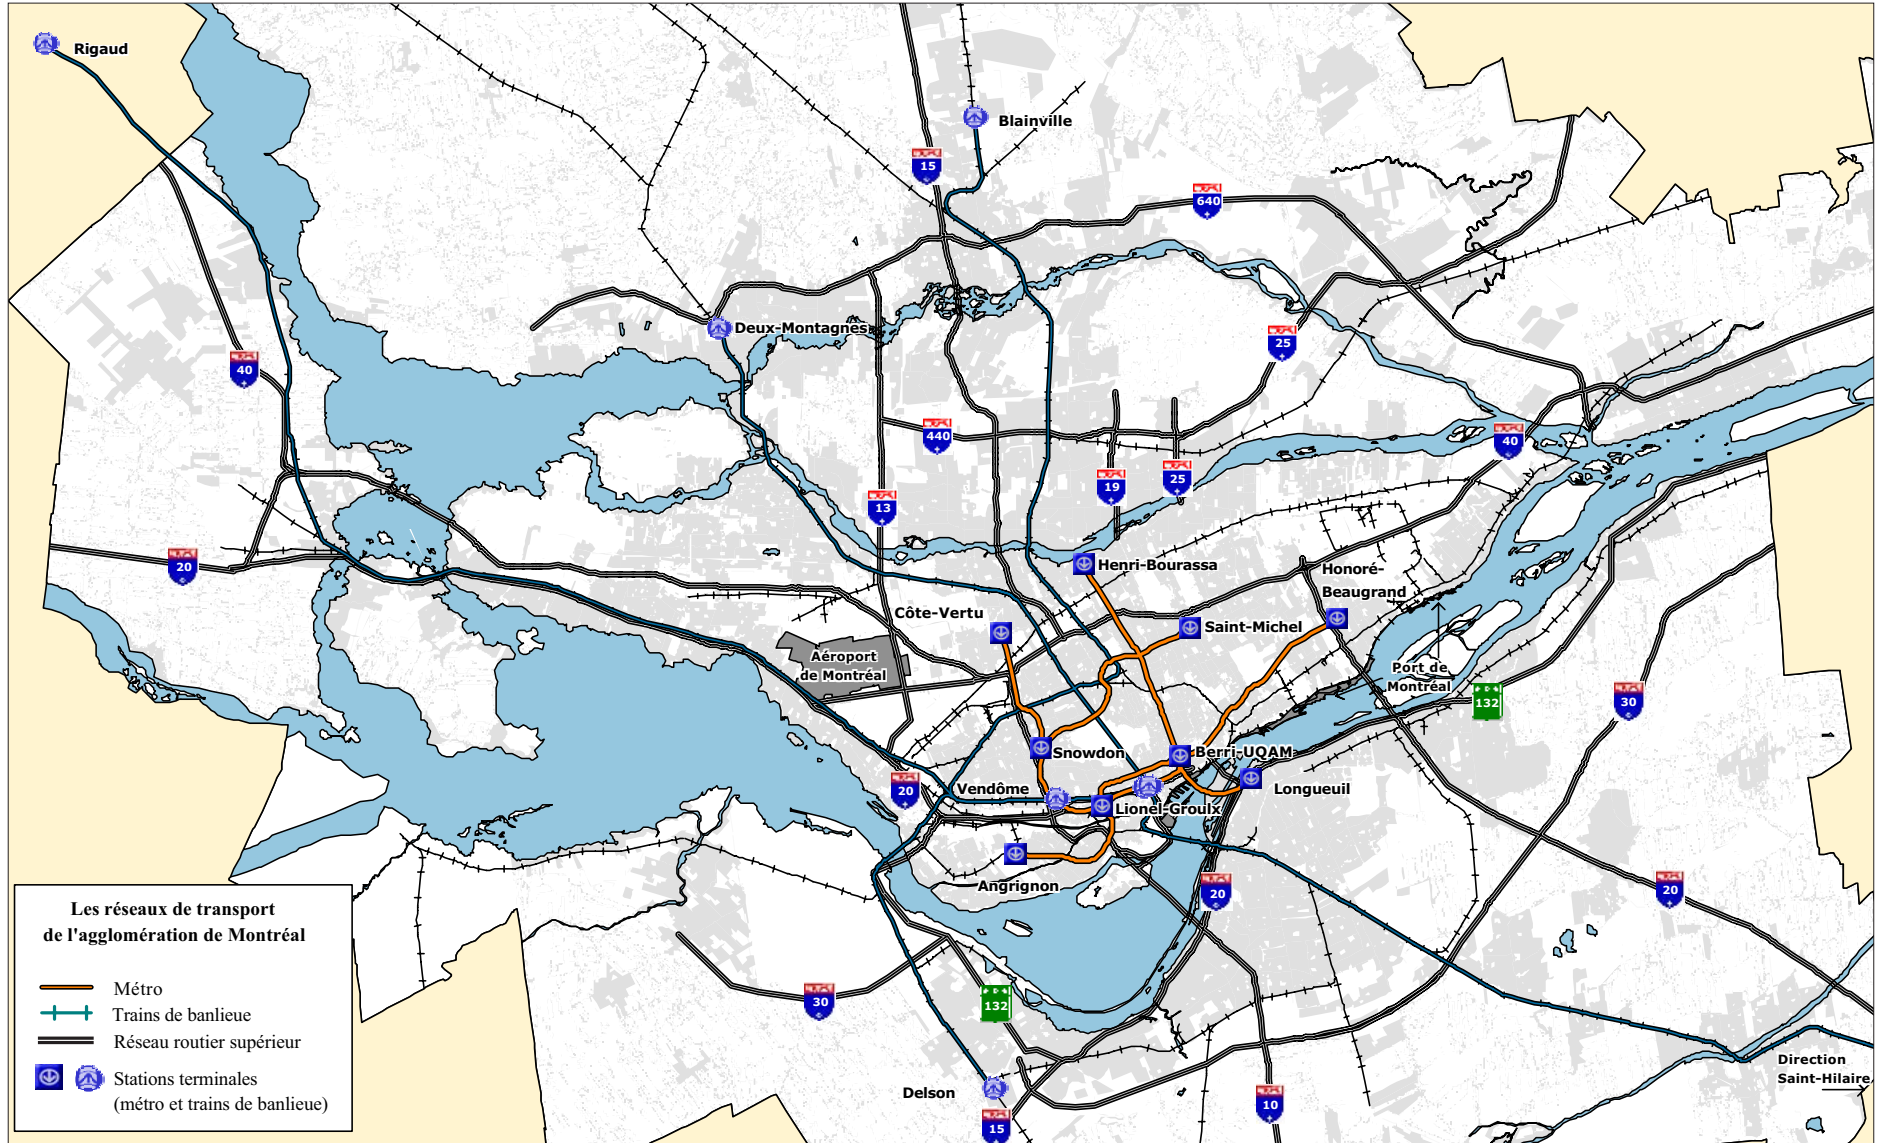 Rigaud
Blainville
15
640
Deux-Montagnes
40
25
440
40
19
25
13
20
Henri-Bourassa
Honoré-
Beaugrand
Côte-Vertu
Saint-Michel
Aéroport
de Montréal
Port de
Montréal
132
30
Snowdon
Berri-UQAM
20
Vendôme
Longueuil
Lionel-Groulx
Angrignon
20
20
30
132
Delson
15
10
Direction
Saint-Hilaire
Les réseaux de transport
de l'agglomération de Montréal
Métro
Trains de banlieue
Réseau routier supérieur
Stations terminales
(métro et trains de banlieue)